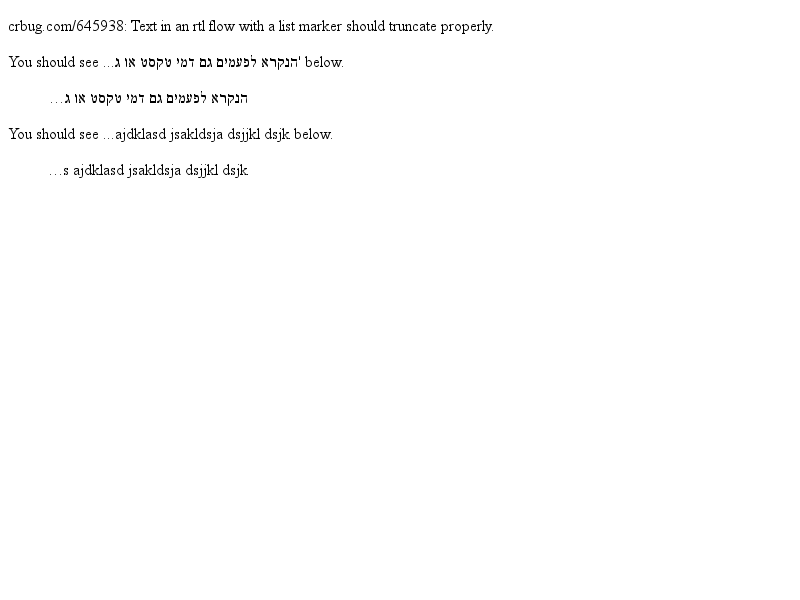 crbug.com/645938: Text in an rtl flow with a list marker should truncate properly.
You should see ...הנקרא לפעמים גם דמי טקסט או ג' below.
הנקרא לפעמים גם דמי טקסט או ג…
You should see ...ajdklasd jsakldsja dsjjkl dsjk below.
…s ajdklasd jsakldsja dsjjkl dsjk